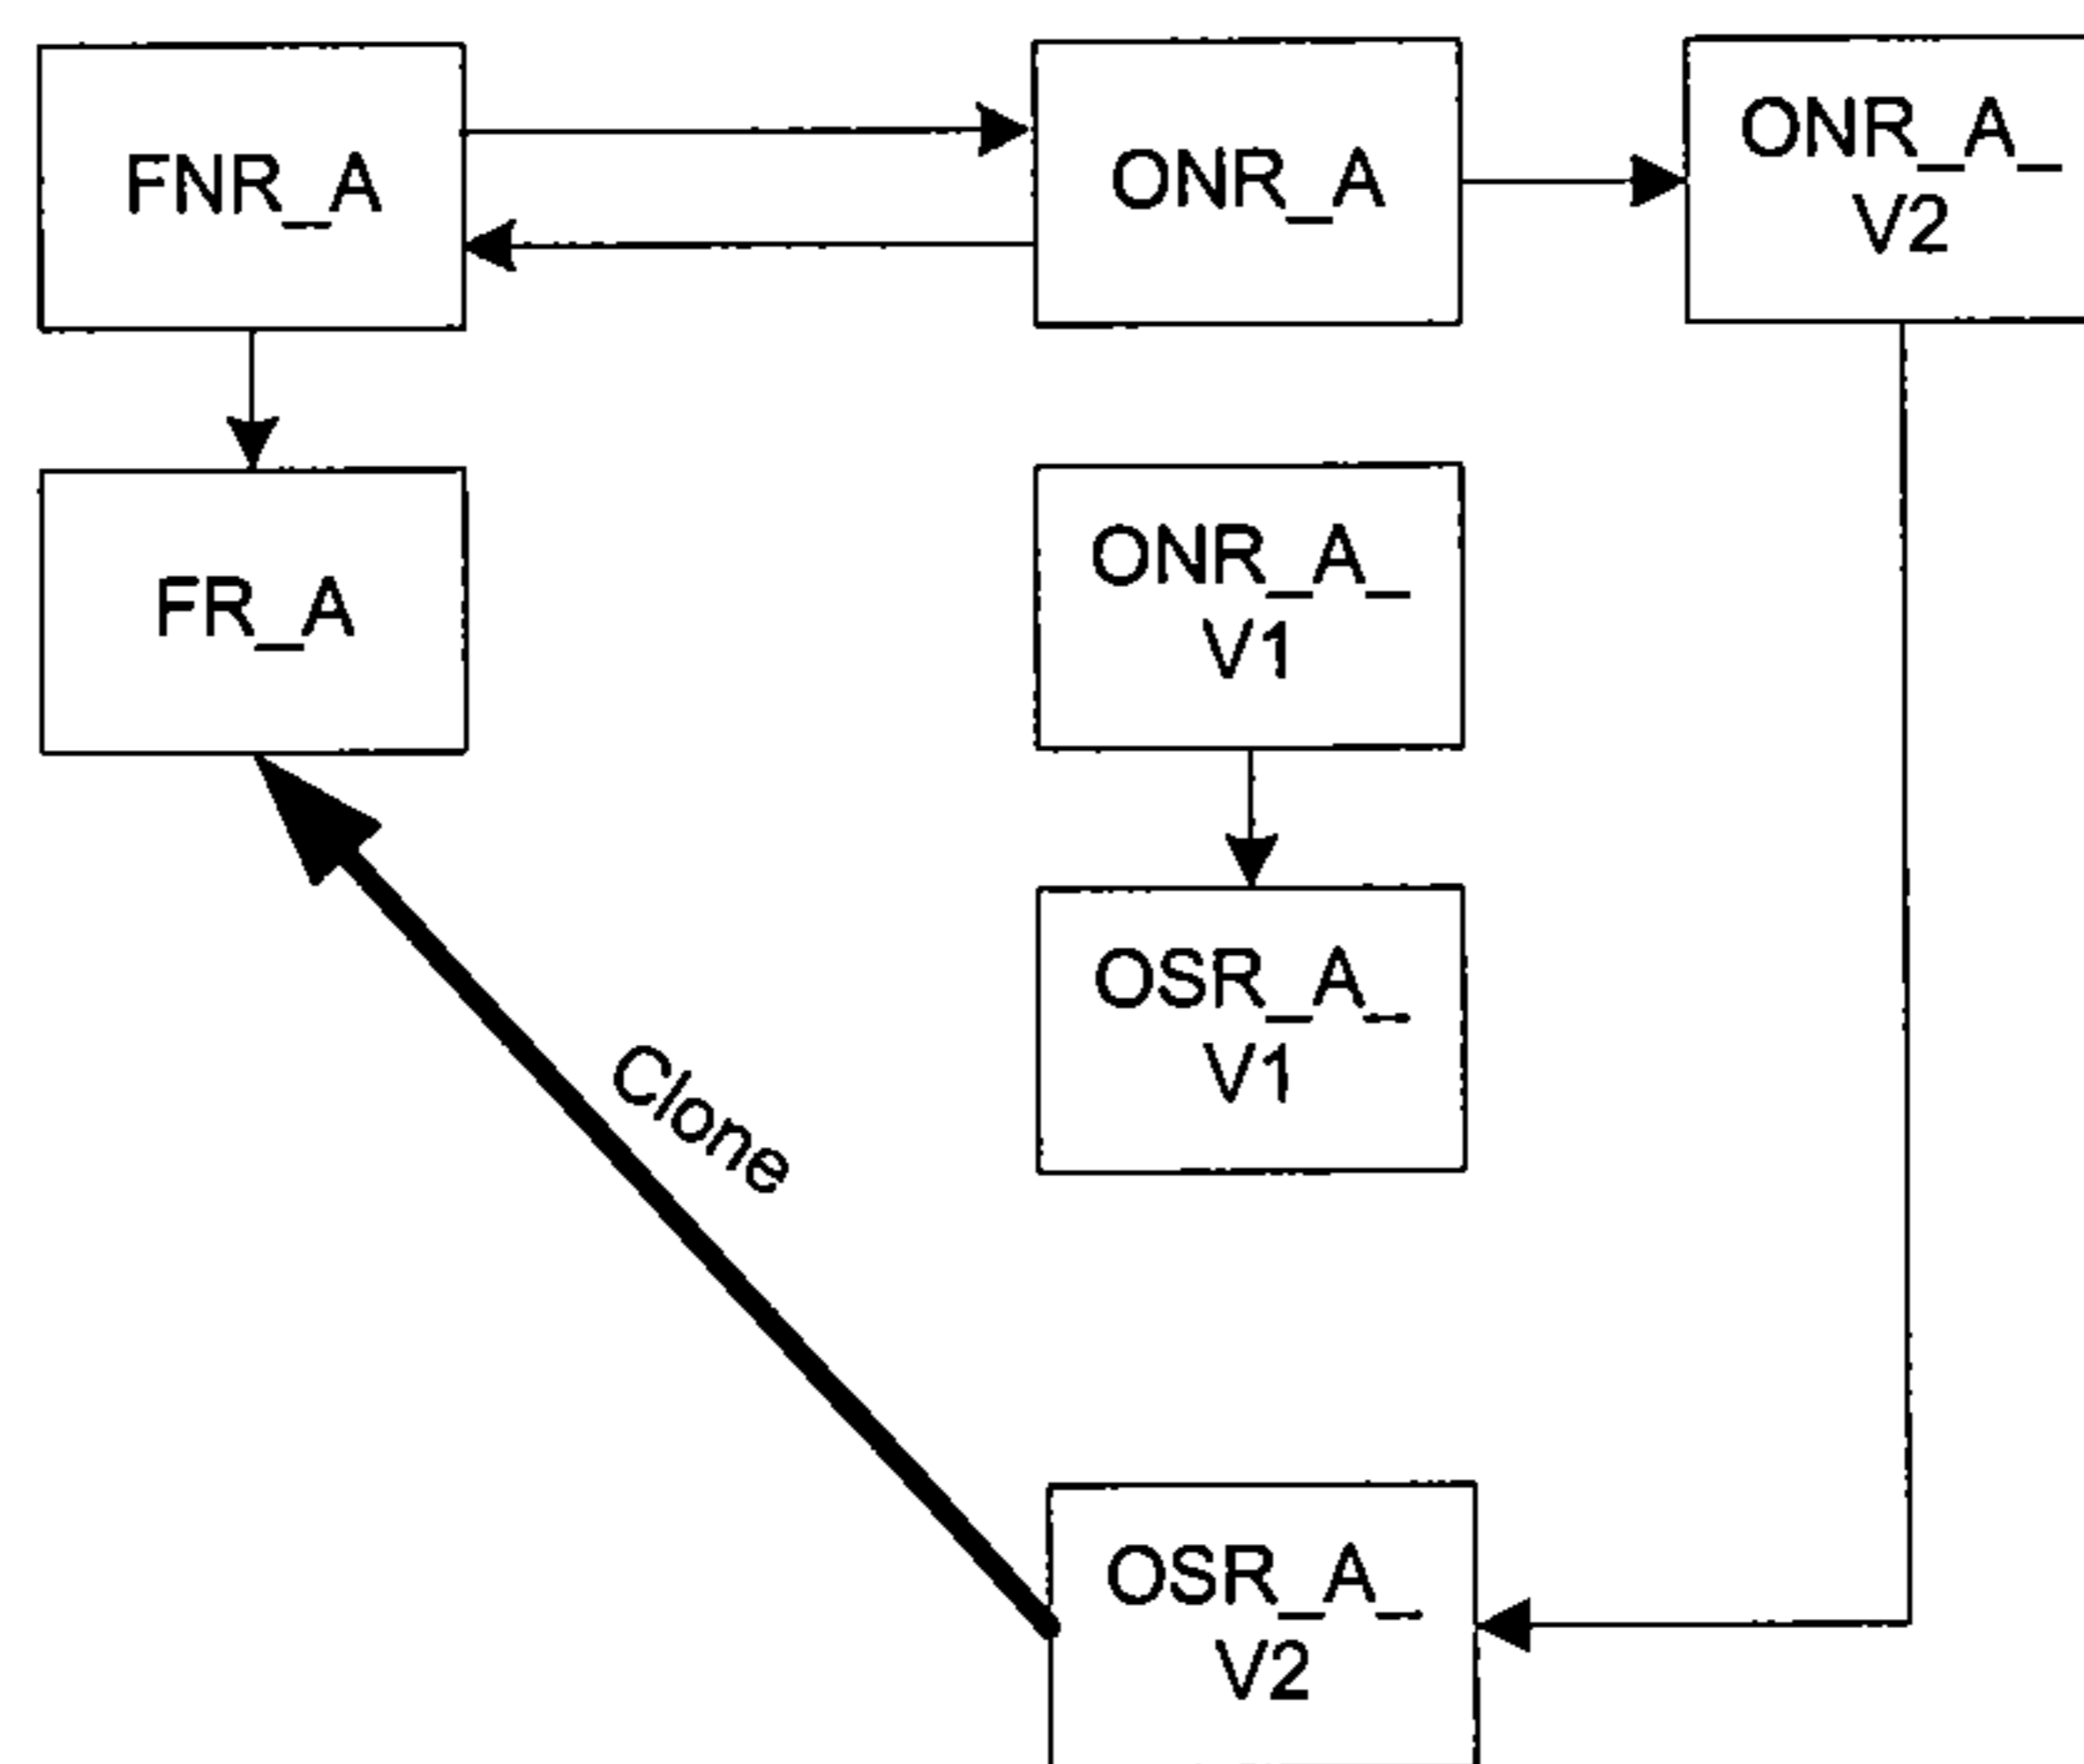 FNR_A
ONR_A
ONR_A_
V2
FR_A
ONR_A_
V1
OSR_A_
V1
Clone
OSR_A_
V2